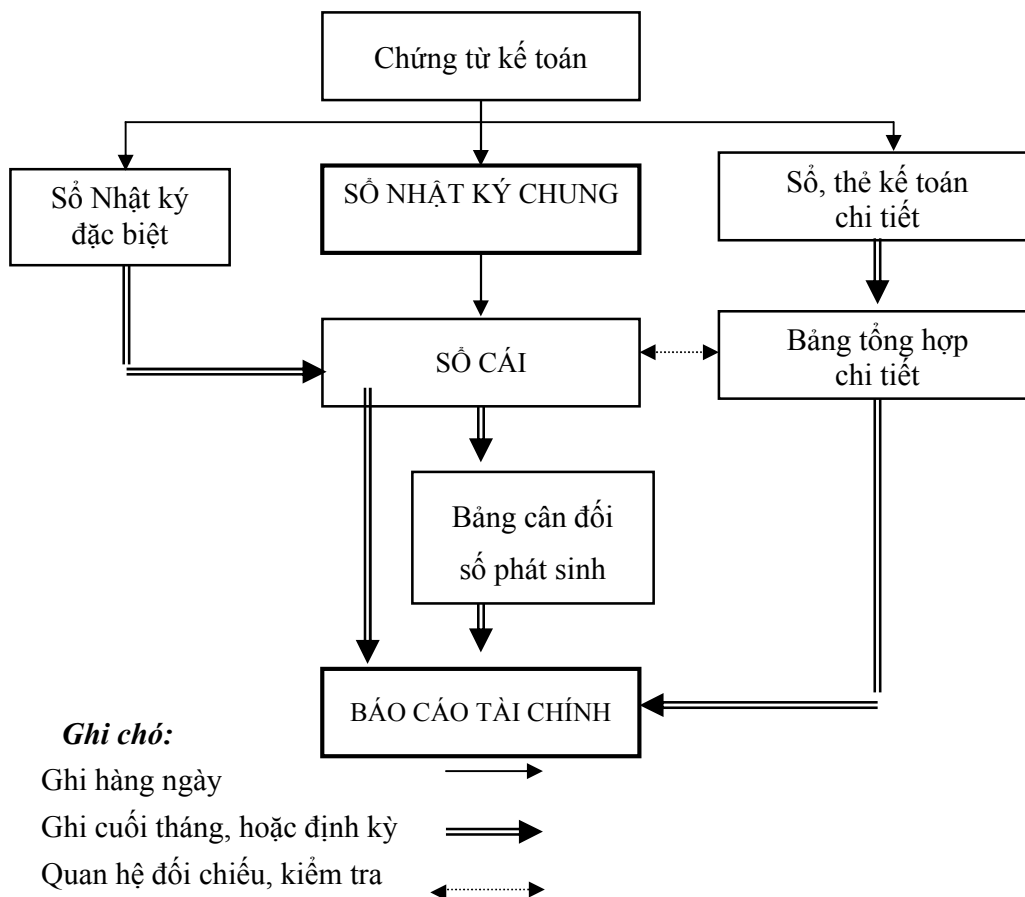 Chứng từ kế toán
Sổ Nhật ký
đặc biệt
SỔ NHẬT KÝ CHUNG
Sổ, thẻ kế toán
chi tiết
SỔ CÁI
Bảng tổng hợp
chi tiết
Bảng cân đối
số phát sinh
BÁO CÁO TÀI CHÍNH
Ghi chó:
Ghi hàng ngày
Ghi cuối tháng, hoặc định kỳ
Quan hệ đối chiếu, kiểm tra